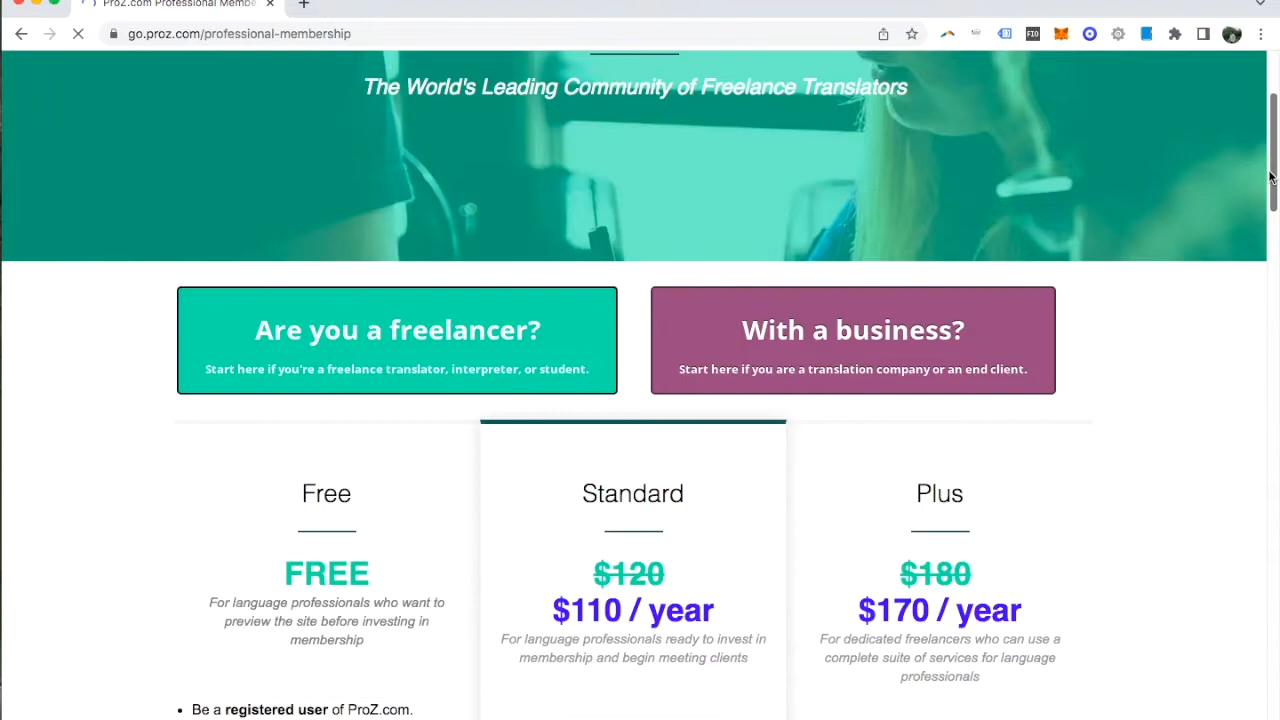 ProZ.com Professional Membe
go.proz.com/professional-membership
FIO
The World's Leading Community of Freelance Translators
Are you a freelancer?
Start here if you're a freelance translator, interpreter, or student.
With a business?
Start here if you are a translation company or an end client.
Free
FREE
For language professionals who want to
preview the site before investing in
membership
Standard
$120
$110 / year
For language professionals ready to invest in
membership and begin meeting clients
Plus
$180
$170 / year
For dedicated freelancers who can use a
complete suite of services for language
professionals
• Be a registered user of ProZ.com.